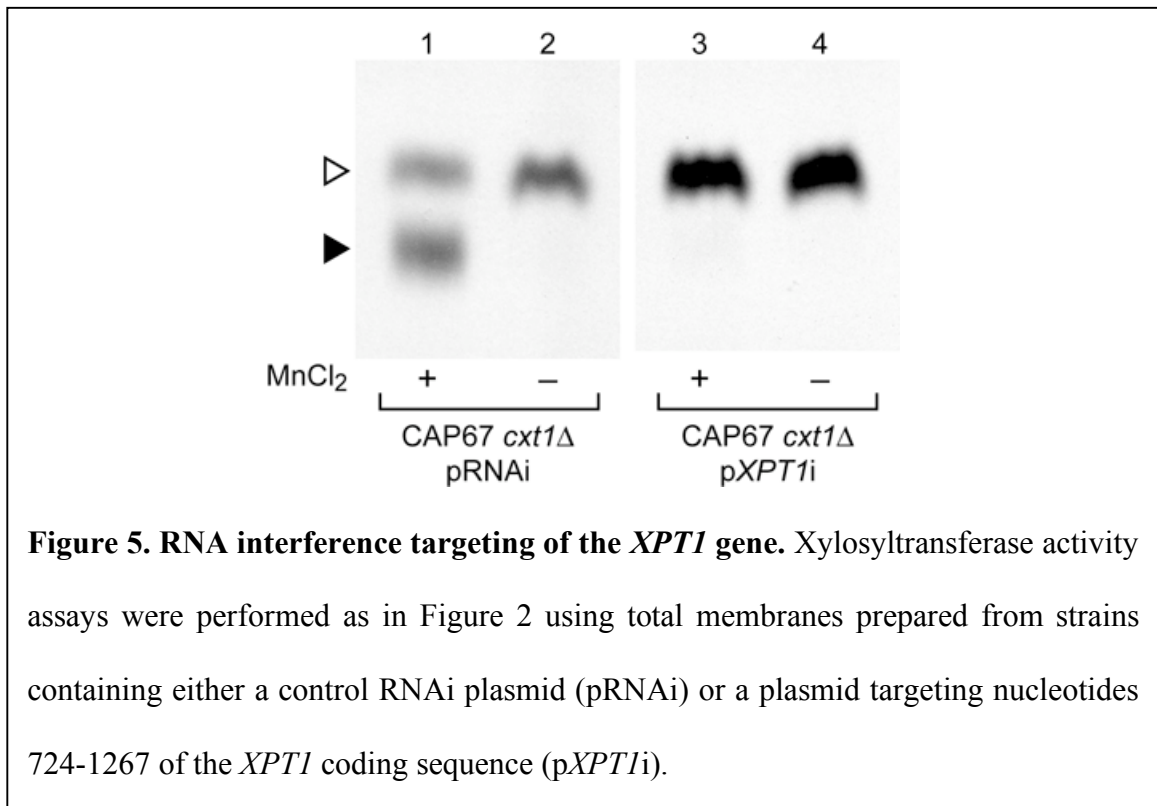 1 2 3 4
MnCl₂ + – + –
CAP67 cxt1Δ CAP67 cxt1Δ
pRNAi pXPT1i
Figure 5. RNA interference targeting of the XPT1 gene. Xylosyltransferase activity
assays were performed as in Figure 2 using total membranes prepared from strains
containing either a control RNAi plasmid (pRNAi) or a plasmid targeting nucleotides
724-1267 of the XPT1 coding sequence (pXPT1i).